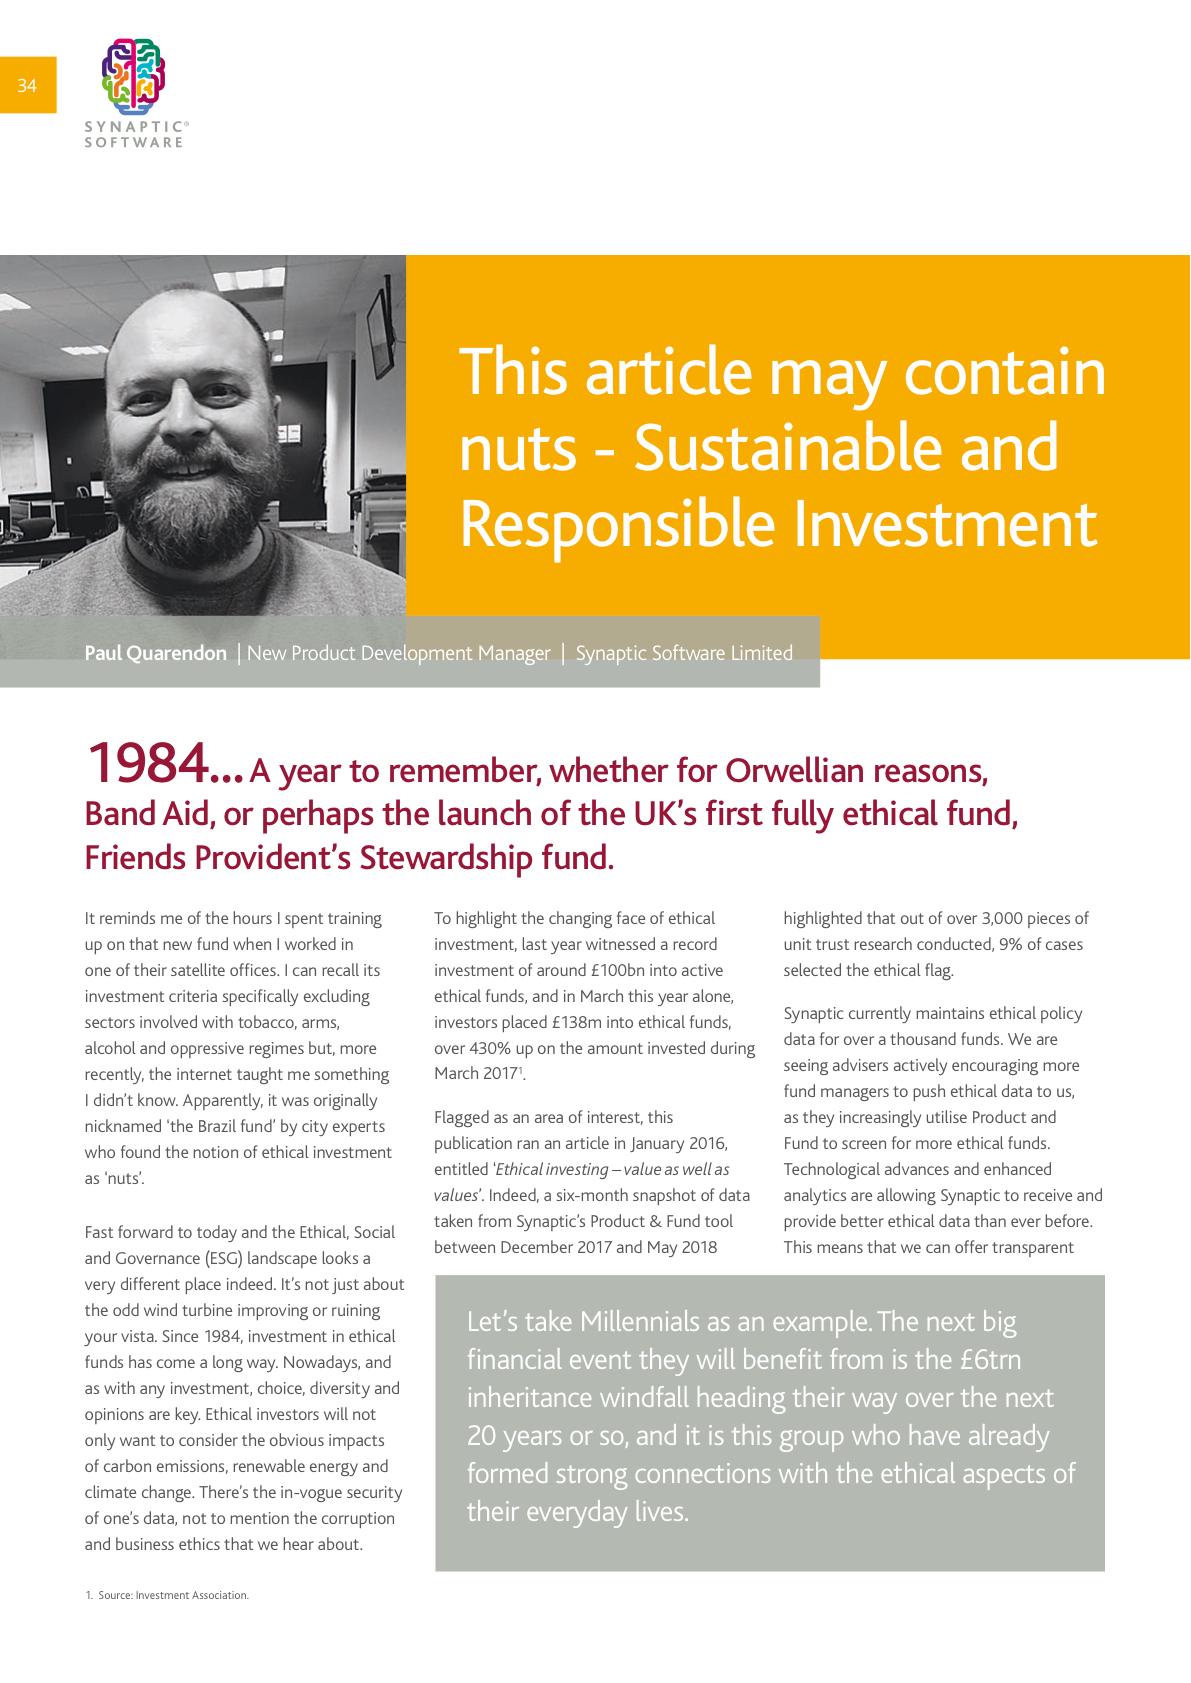 34
SYNAPTIC®
SOFTWARE
This article may contain
nuts - Sustainable and
Responsible Investment
Paul Quarendon | New Product Development Manager | Synaptic Software Limited
1984... A year to remember, whether for Orwellian reasons,
Band Aid, or perhaps the launch of the UK’s first fully ethical fund,
Friends Provident’s Stewardship fund.
It reminds me of the hours I spent training
up on that new fund when I worked in
one of their satellite offices. I can recall its
investment criteria specifically excluding
sectors involved with tobacco, arms,
alcohol and oppressive regimes but, more
recently, the internet taught me something
I didn’t know. Apparently, it was originally
nicknamed ‘the Brazil fund’ by city experts
who found the notion of ethical investment
as ‘nuts’.
Fast forward to today and the Ethical, Social
and Governance (ESG) landscape looks a
very different place indeed. It’s not just about
the odd wind turbine improving or ruining
your vista. Since 1984, investment in ethical
funds has come a long way. Nowadays, and
as with any investment, choice, diversity and
opinions are key. Ethical investors will not
only want to consider the obvious impacts
of carbon emissions, renewable energy and
climate change. There’s the in-vogue security
of one’s data, not to mention the corruption
and business ethics that we hear about.
To highlight the changing face of ethical
investment, last year witnessed a record
investment of around £100bn into active
ethical funds, and in March this year alone,
investors placed £138m into ethical funds,
over 430% up on the amount invested during
March 2017¹.
Flagged as an area of interest, this
publication ran an article in January 2016,
entitled ‘Ethical investing – value as well as
values’. Indeed, a six-month snapshot of data
taken from Synaptic’s Product & Fund tool
between December 2017 and May 2018
highlighted that out of over 3,000 pieces of
unit trust research conducted, 9% of cases
selected the ethical flag.
Synaptic currently maintains ethical policy
data for over a thousand funds. We are
seeing advisers actively encouraging more
fund managers to push ethical data to us,
as they increasingly utilise Product and
Fund to screen for more ethical funds.
Technological advances and enhanced
analytics are allowing Synaptic to receive and
provide better ethical data than ever before.
This means that we can offer transparent
Let’s take Millennials as an example. The next big
financial event they will benefit from is the £6trn
inheritance windfall heading their way over the next
20 years or so, and it is this group who have already
formed strong connections with the ethical aspects of
their everyday lives.
1. Source: Investment Association.